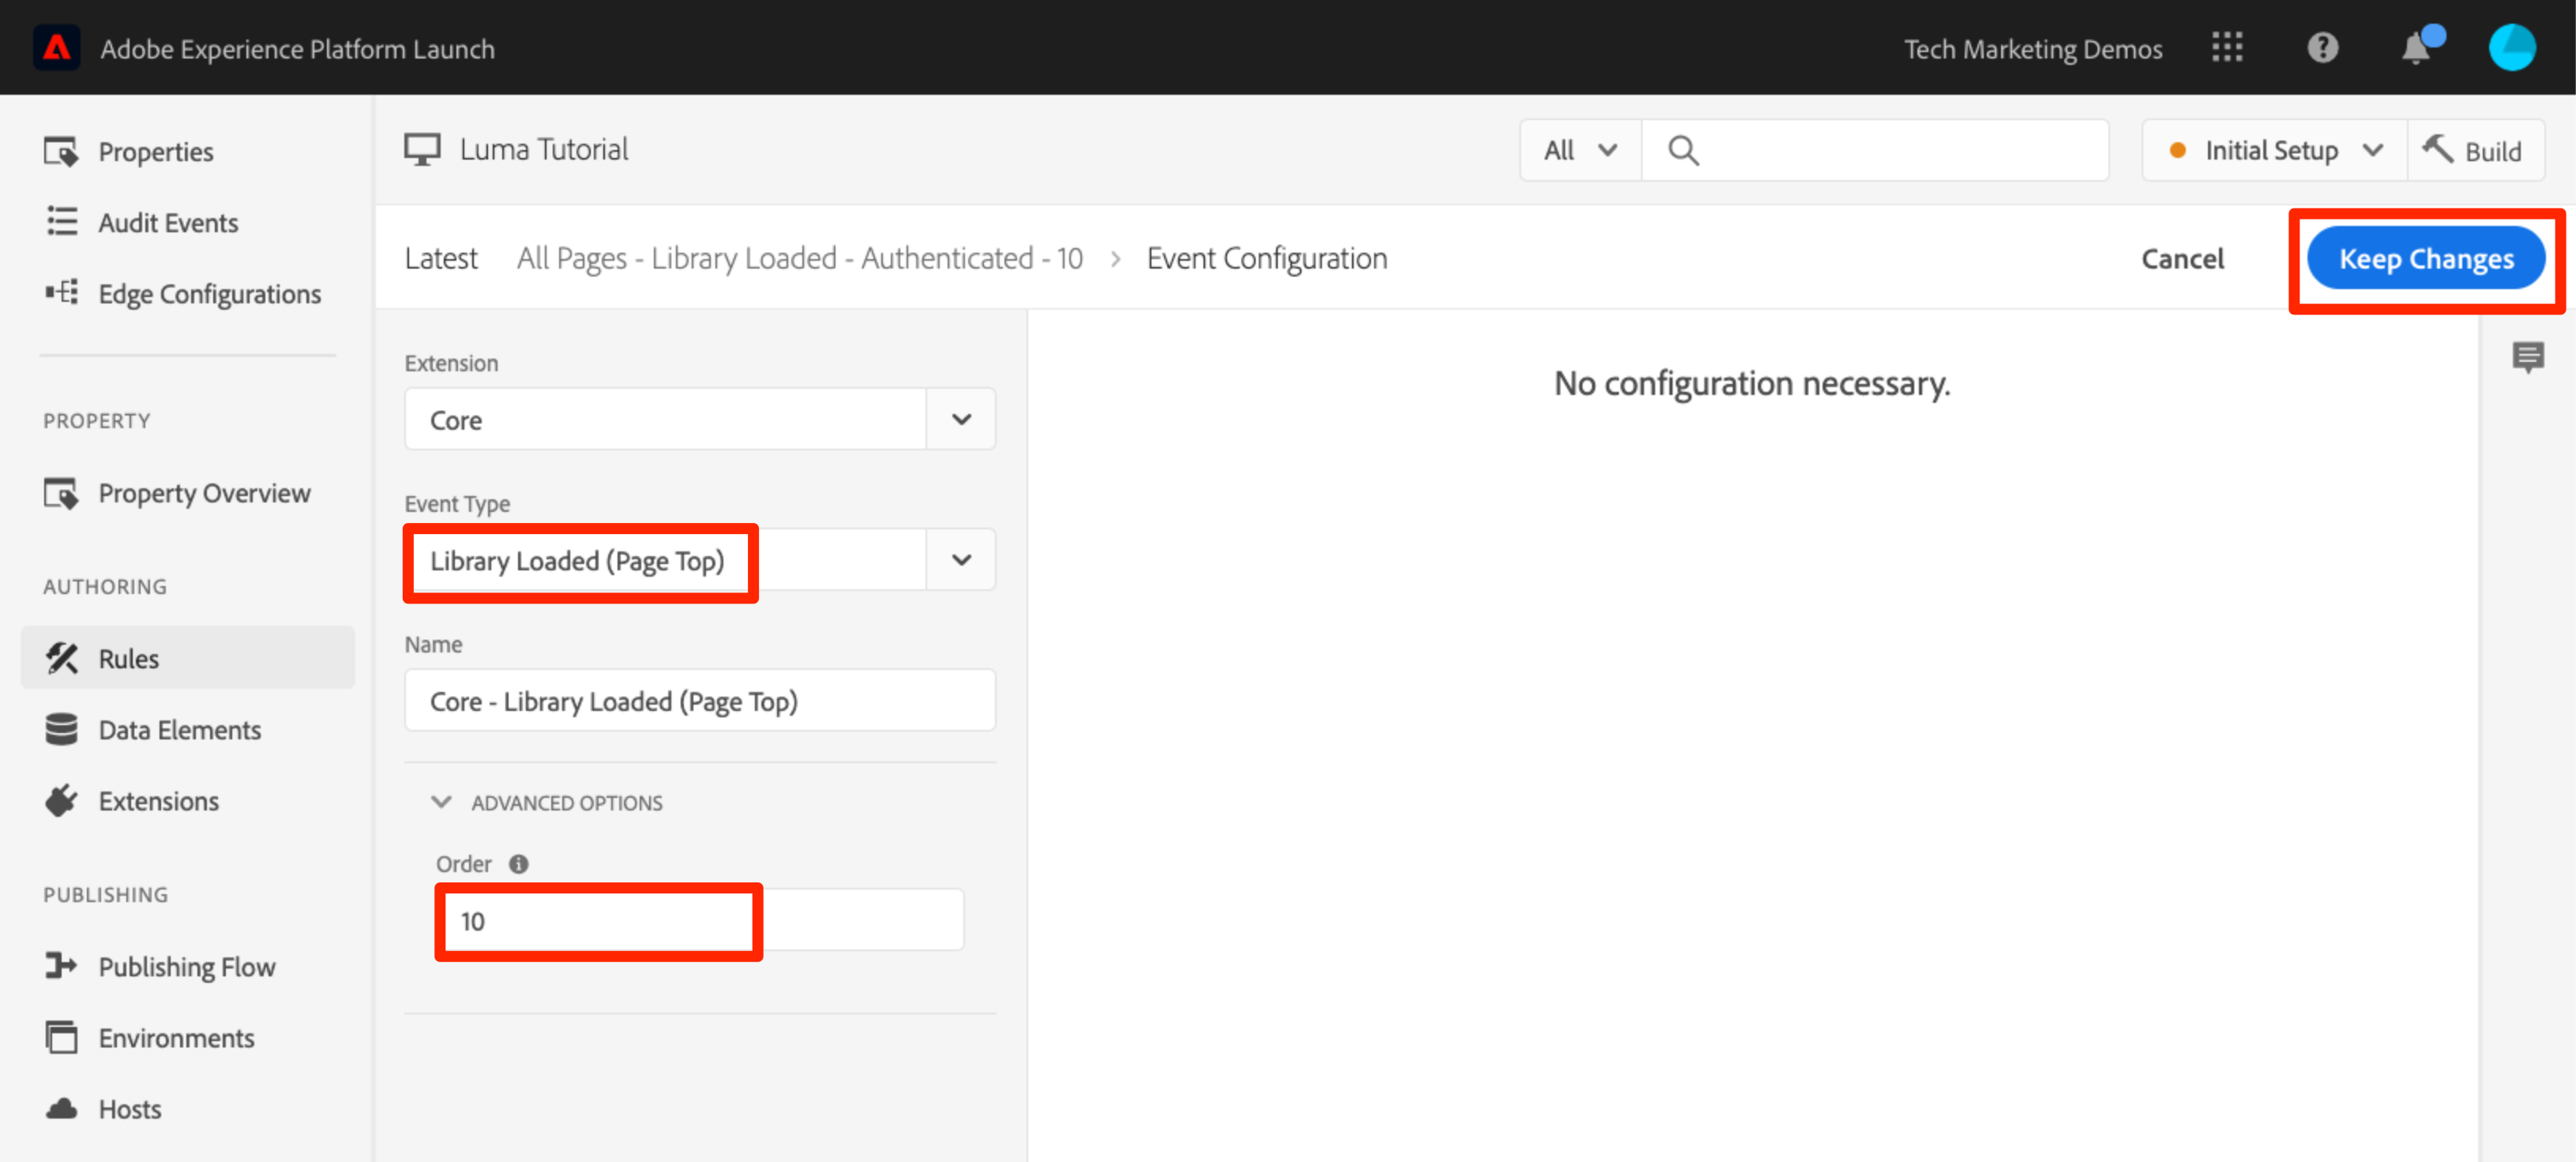 Adobe Experience Platform Launch
Tech Marketing Demos
Properties
Audit Events
Edge Configurations
PROPERTY
Property Overview
AUTHORING
Rules
Data Elements
Extensions
PUBLISHING
Publishing Flow
Environments
Hosts
Luma Tutorial
All
Initial Setup
Build
Latest All Pages - Library Loaded - Authenticated - 10 > Event Configuration
Cancel
Keep Changes
Extension
Core
Event Type
Library Loaded (Page Top)
Name
Core - Library Loaded (Page Top)
ADVANCED OPTIONS
Order
10
No configuration necessary.